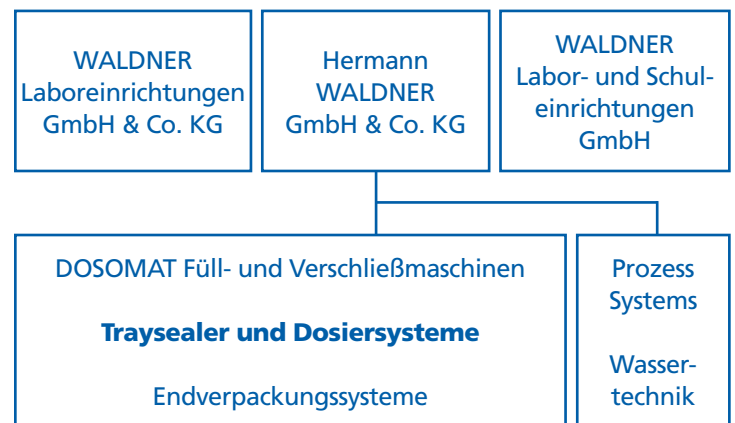 WALDNER
Laboreinrichtungen
GmbH & Co. KG
Hermann
WALDNER
GmbH & Co. KG
WALDNER
Labor- und Schul-
einrichtungen
GmbH
DOSOMAT Füll- und Verschließmaschinen
Traysealer und Dosiersysteme
Endverpackungssysteme
Prozess
Systems
Wasser-
technik